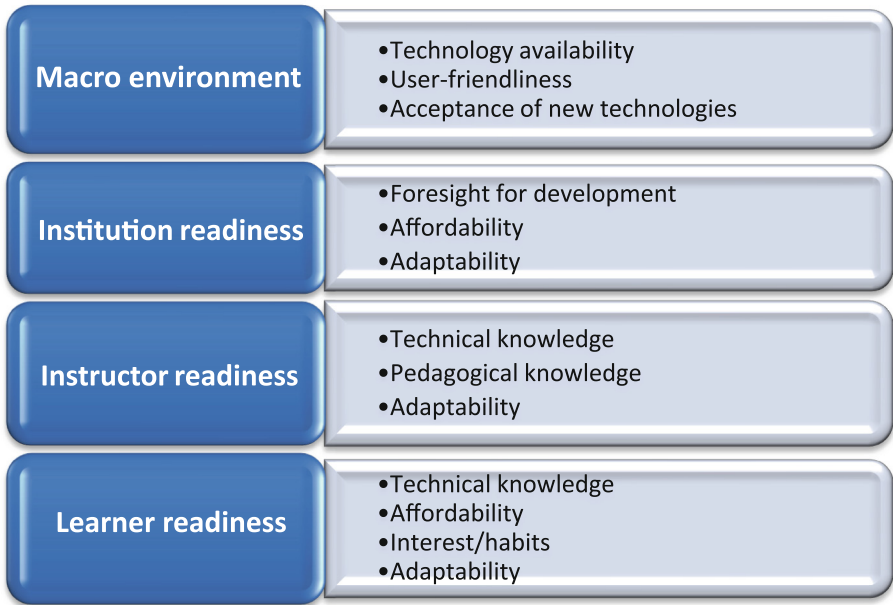 Macro environment
•Technology availability
•User-friendliness
•Acceptance of new technologies
Institution readiness
•Foresight for development
•Affordability
•Adaptability
Instructor readiness
•Technical knowledge
•Pedagogical knowledge
•Adaptability
Learner readiness
•Technical knowledge
•Affordability
•Interest/habits
•Adaptability